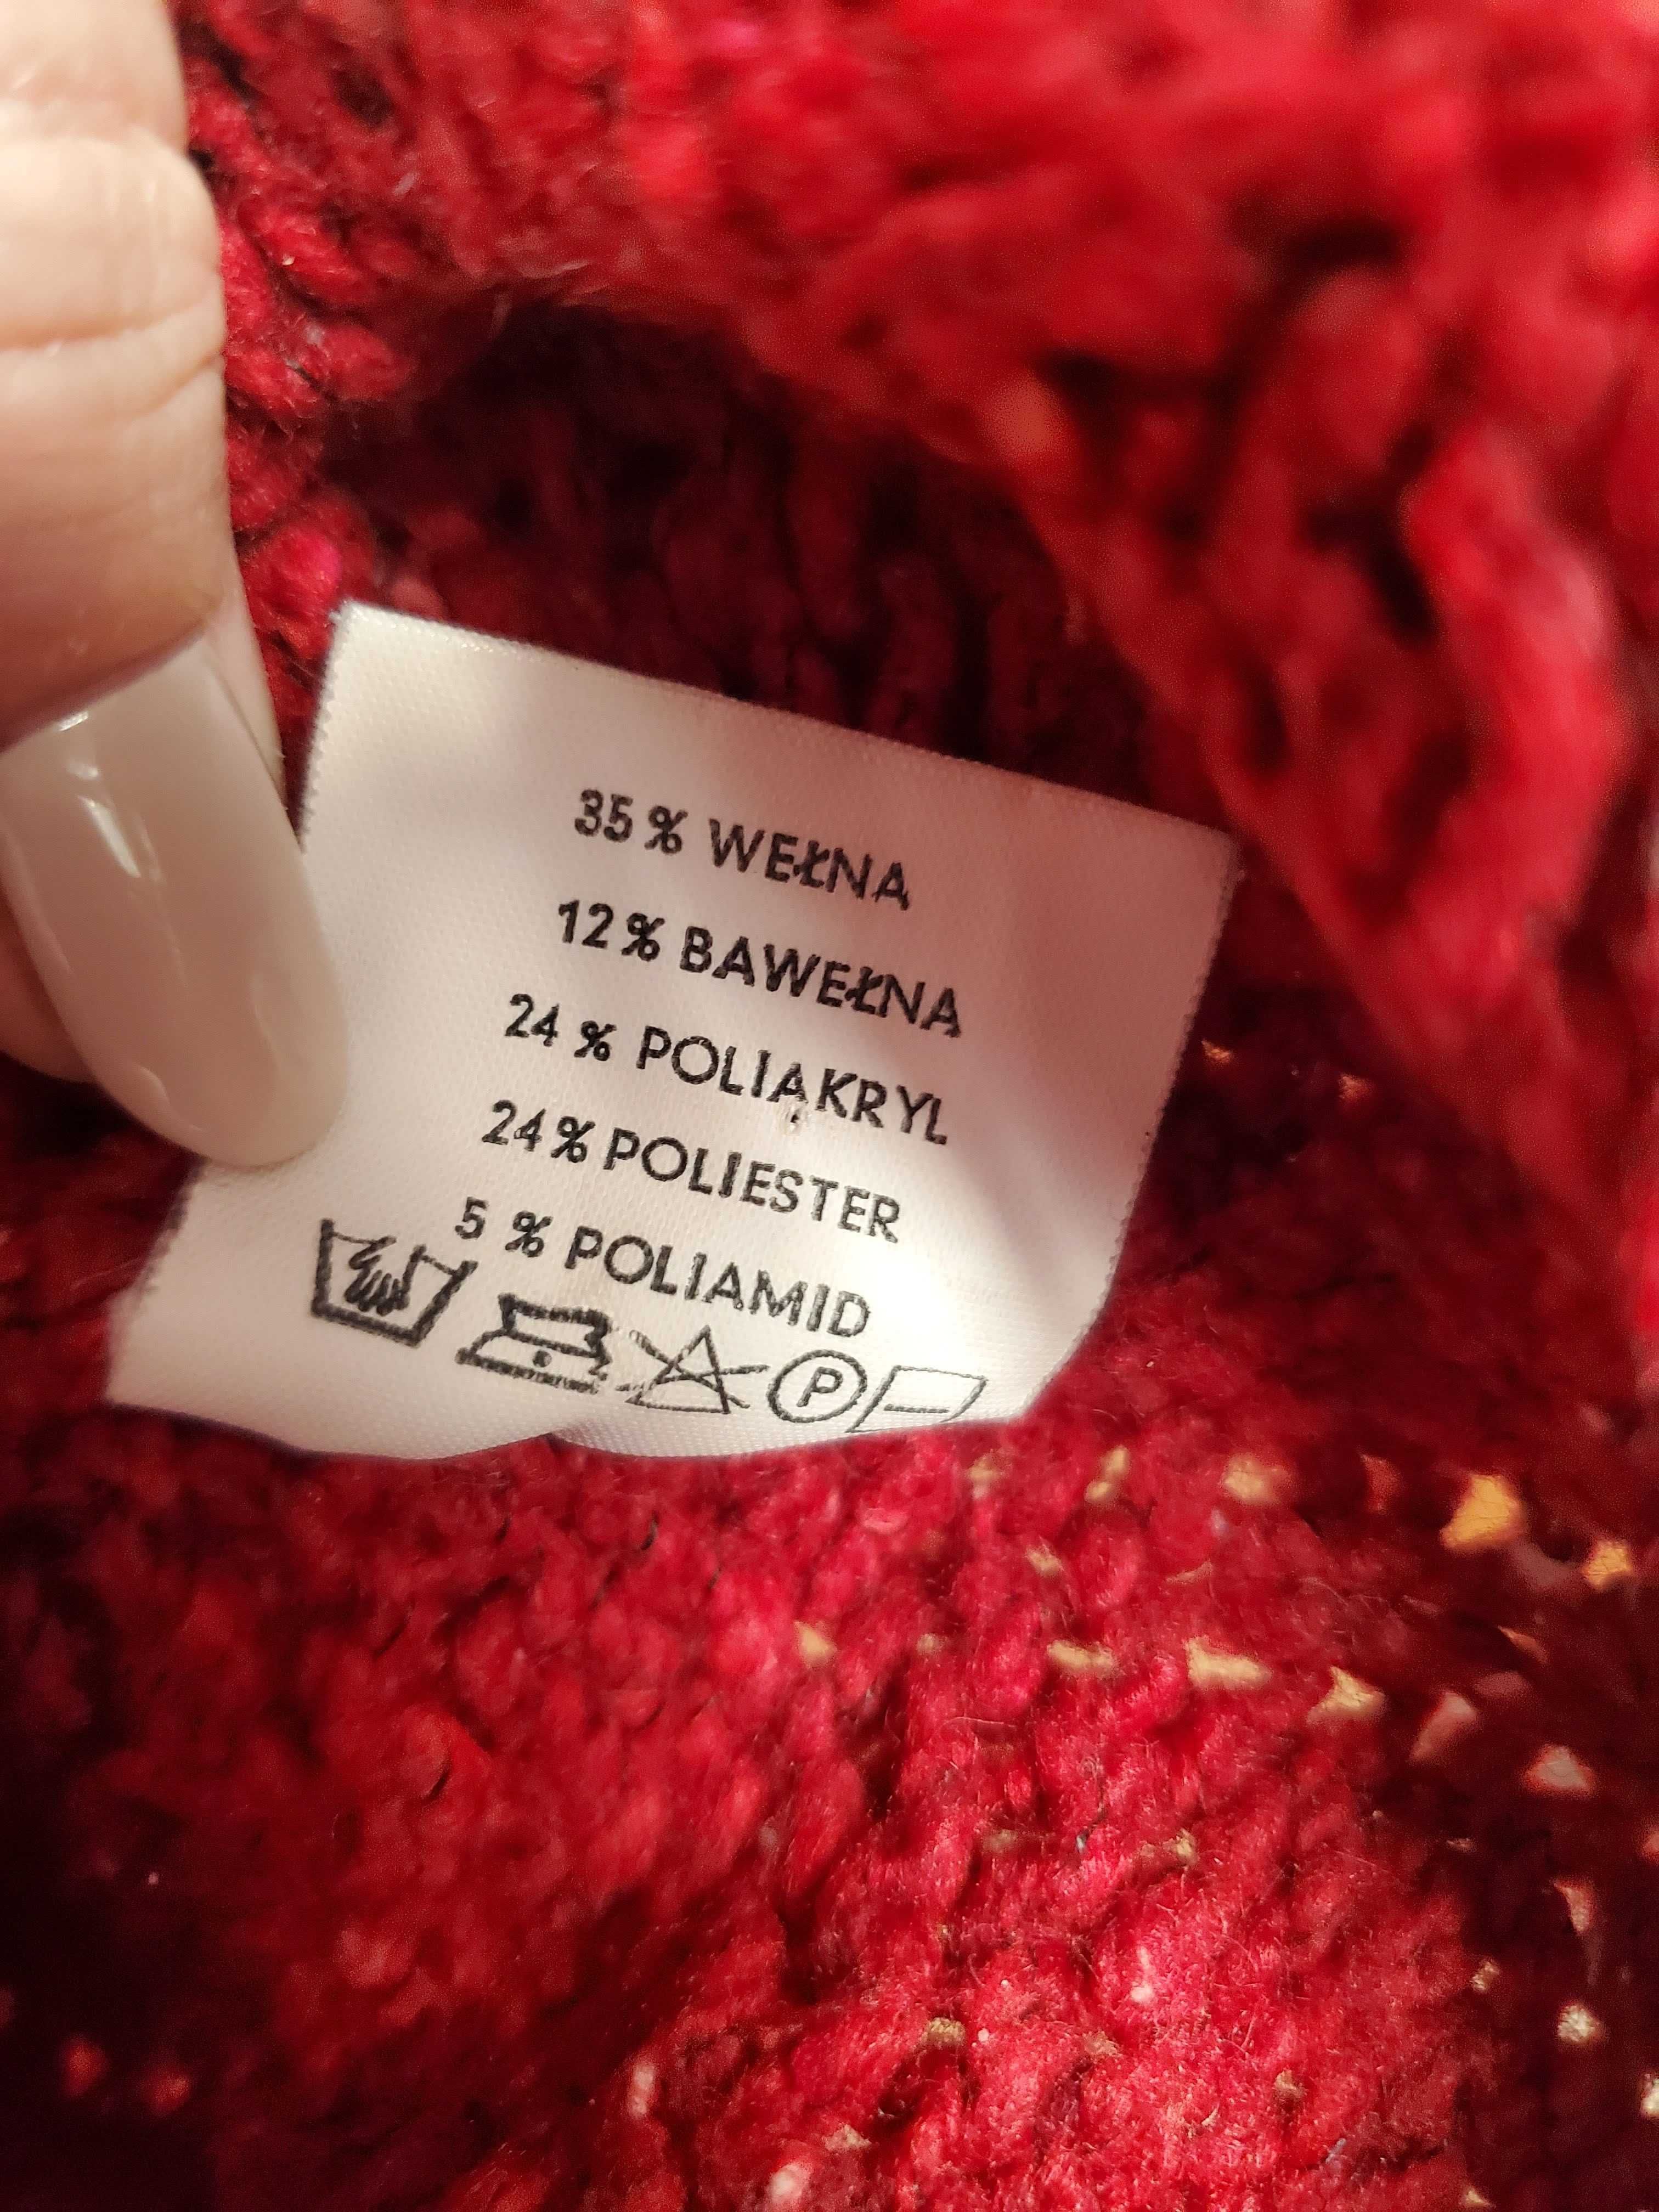 35% WEŁNA
12% BAWEŁNA
24% POLIAKRYL
24% POLIESTER
5% POLIAMID
P